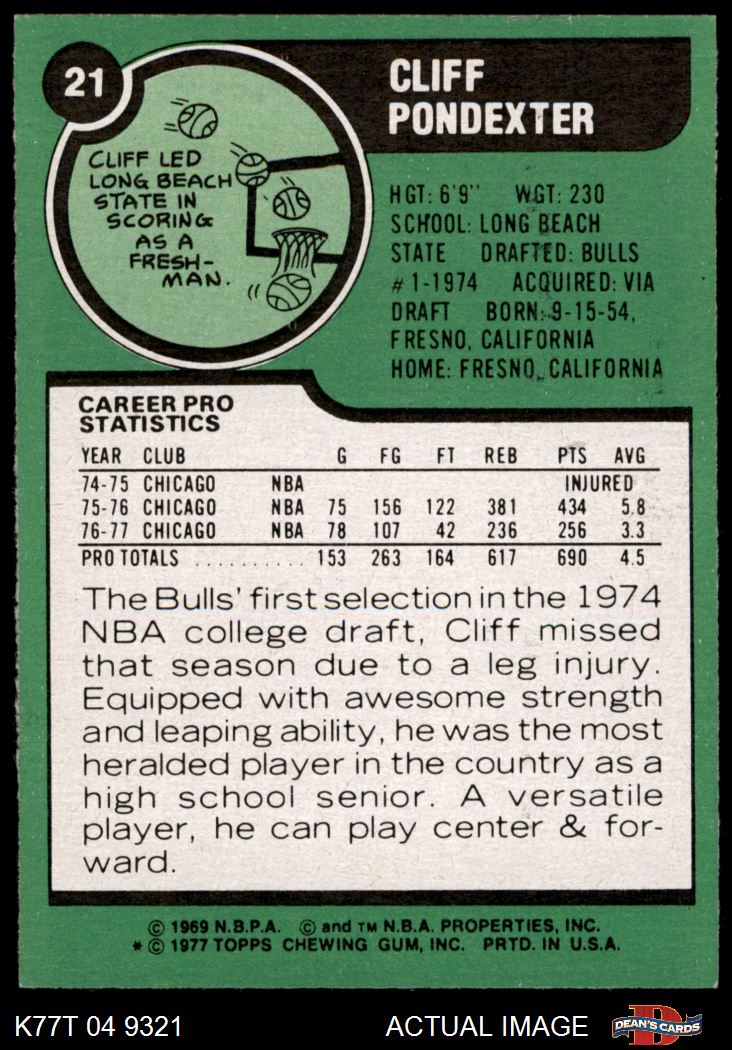 21
CLIFF
PONDEXTER
CLIFF LED
LONG BEACH
STATE IN
SCORING
AS A
FRESH-
MAN.
HGT: 6'9" WGT: 230
SCHOOL: LONG BEACH
STATE DRAFTED: BULLS
#1-1974 ACQUIRED: VIA
DRAFT BORN: 9-15-54,
FRESNO, CALIFORNIA
HOME: FRESNO, CALIFORNIA
CAREER PRO
STATISTICS
YEAR CLUB G FG FT REB PTS AVG
74-75 CHICAGO NBA INJURED
75-76 CHICAGO NBA 75 156 122 381 434 5.8
76-77 CHICAGO NBA 78 107 42 236 256 3.3
PRO TOTALS .......... 153 263 164 617 690 4.5
The Bulls' first selection in the 1974
NBA college draft, Cliff missed
that season due to a leg injury.
Equipped with awesome strength
and leaping ability, he was the most
heralded player in the country as a
high school senior. A versatile
player, he can play center & for-
ward.
© 1969 N.B.P.A. © and TM N.B.A. PROPERTIES, INC.
* © 1977 TOPPS CHEWING GUM, INC. PRTD. IN U.S.A.
K77T 04 9321 ACTUAL IMAGE D DEAN'S CARDS